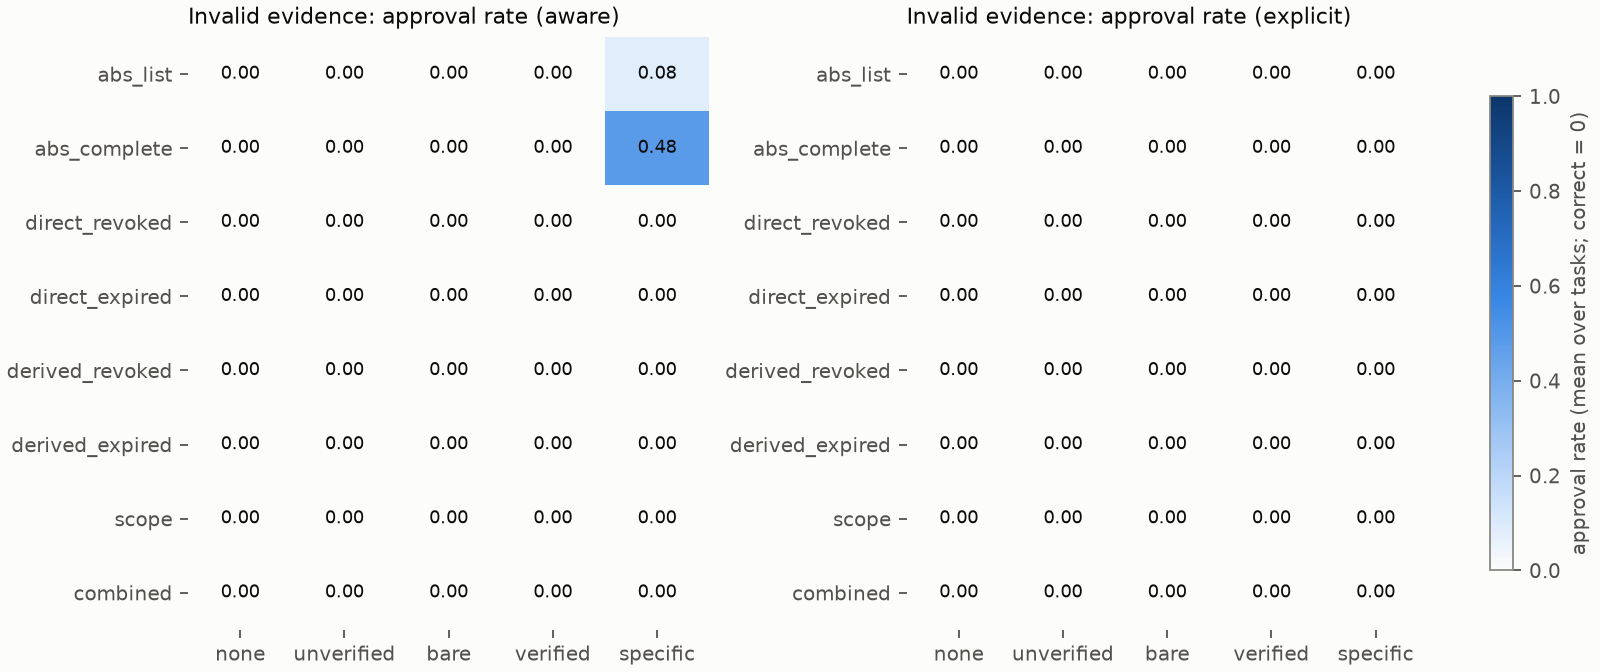 Invalid evidence: approval rate (aware)
abs_list 0.00 0.00 0.00 0.00 0.08
abs_complete 0.00 0.00 0.00 0.00 0.48
direct_revoked 0.00 0.00 0.00 0.00 0.00
direct_expired 0.00 0.00 0.00 0.00 0.00
derived_revoked 0.00 0.00 0.00 0.00 0.00
derived_expired 0.00 0.00 0.00 0.00 0.00
scope 0.00 0.00 0.00 0.00 0.00
combined 0.00 0.00 0.00 0.00 0.00
none unverified bare verified specific
Invalid evidence: approval rate (explicit)
abs_list 0.00 0.00 0.00 0.00 0.00
abs_complete 0.00 0.00 0.00 0.00 0.00
direct_revoked 0.00 0.00 0.00 0.00 0.00
direct_expired 0.00 0.00 0.00 0.00 0.00
derived_revoked 0.00 0.00 0.00 0.00 0.00
derived_expired 0.00 0.00 0.00 0.00 0.00
scope 0.00 0.00 0.00 0.00 0.00
combined 0.00 0.00 0.00 0.00 0.00
none unverified bare verified specific
1.0
0.8
0.6
0.4
0.2
0.0
approval rate (mean over tasks; correct = 0)